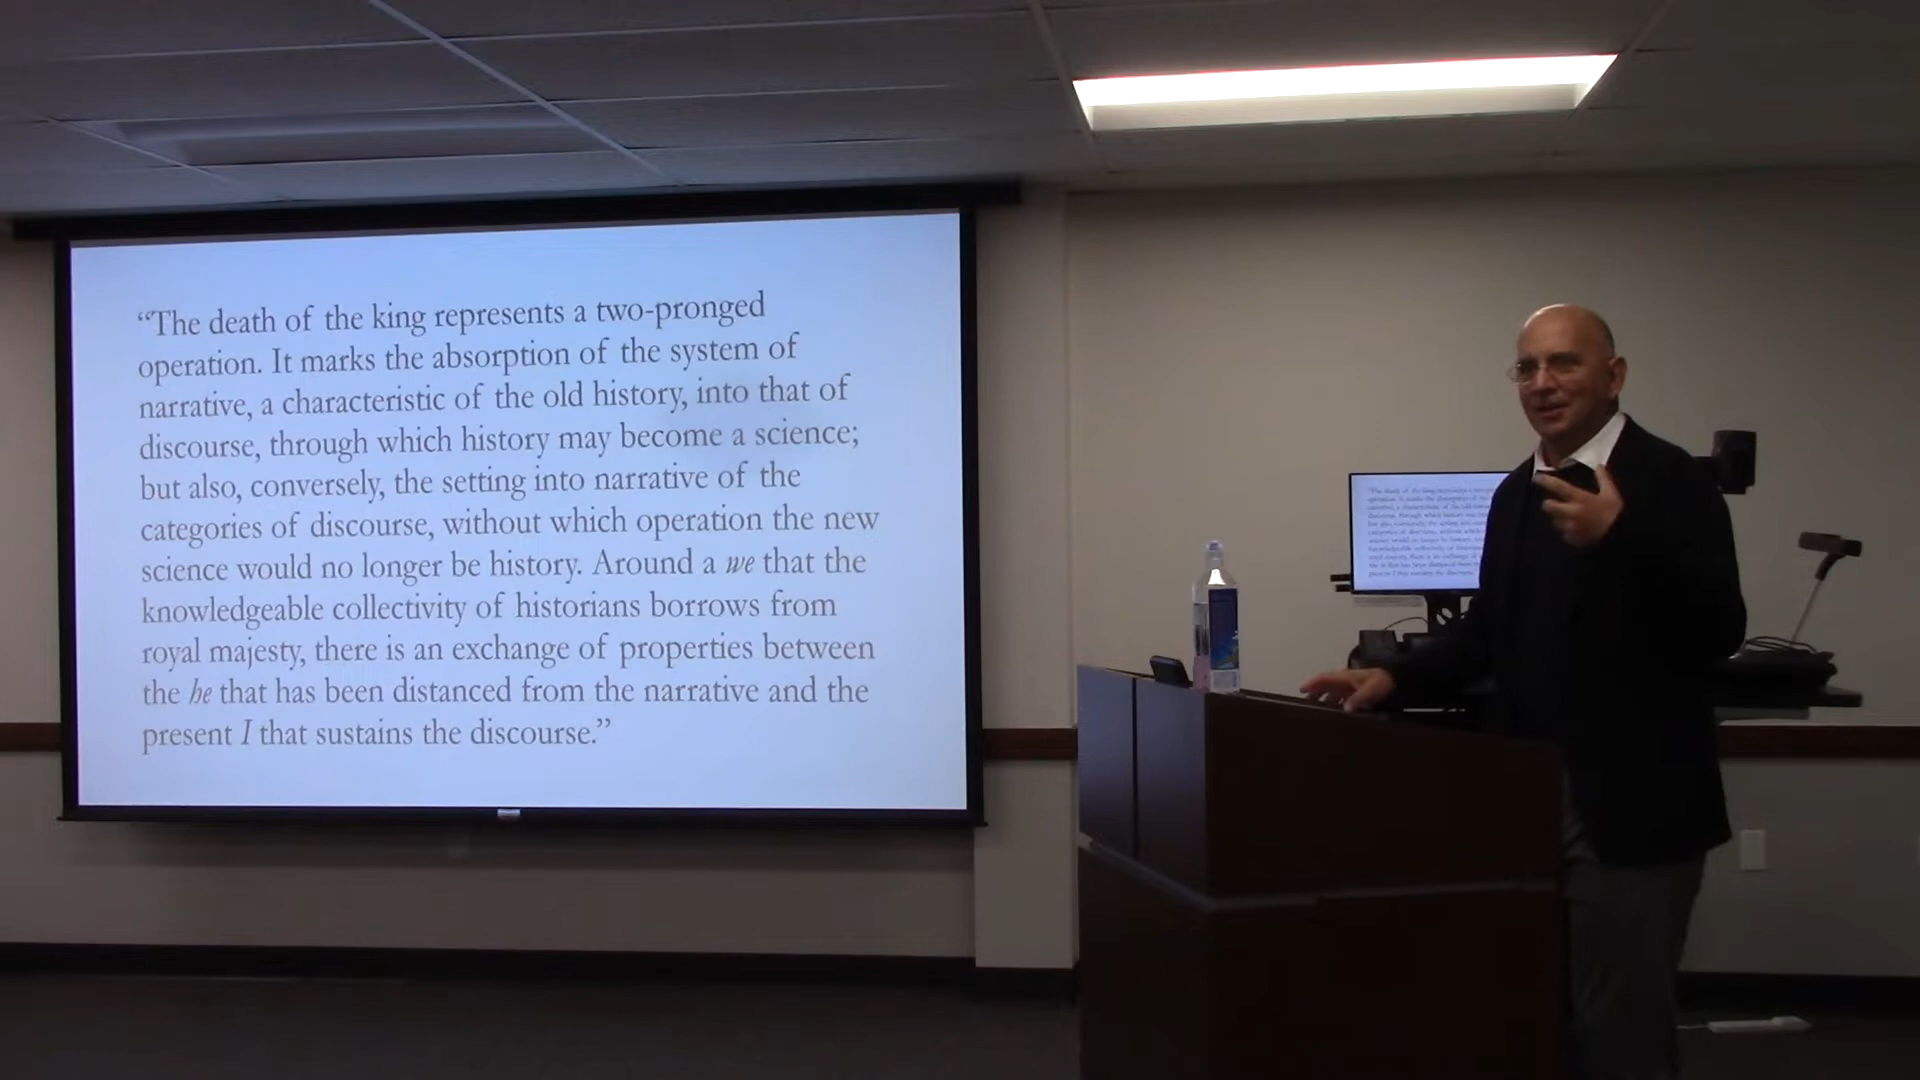 “The death of the king represents a two-pronged
operation. It marks the absorption of the system of
narrative, a characteristic of the old history, into that of
discourse, through which history may become a science;
but also, conversely, the setting into narrative of the
categories of discourse, without which operation the new
science would no longer be history. Around a we that the
knowledgeable collectivity of historians borrows from
royal majesty, there is an exchange of properties between
the he that has been distanced from the narrative and the
present I that sustains the discourse.”